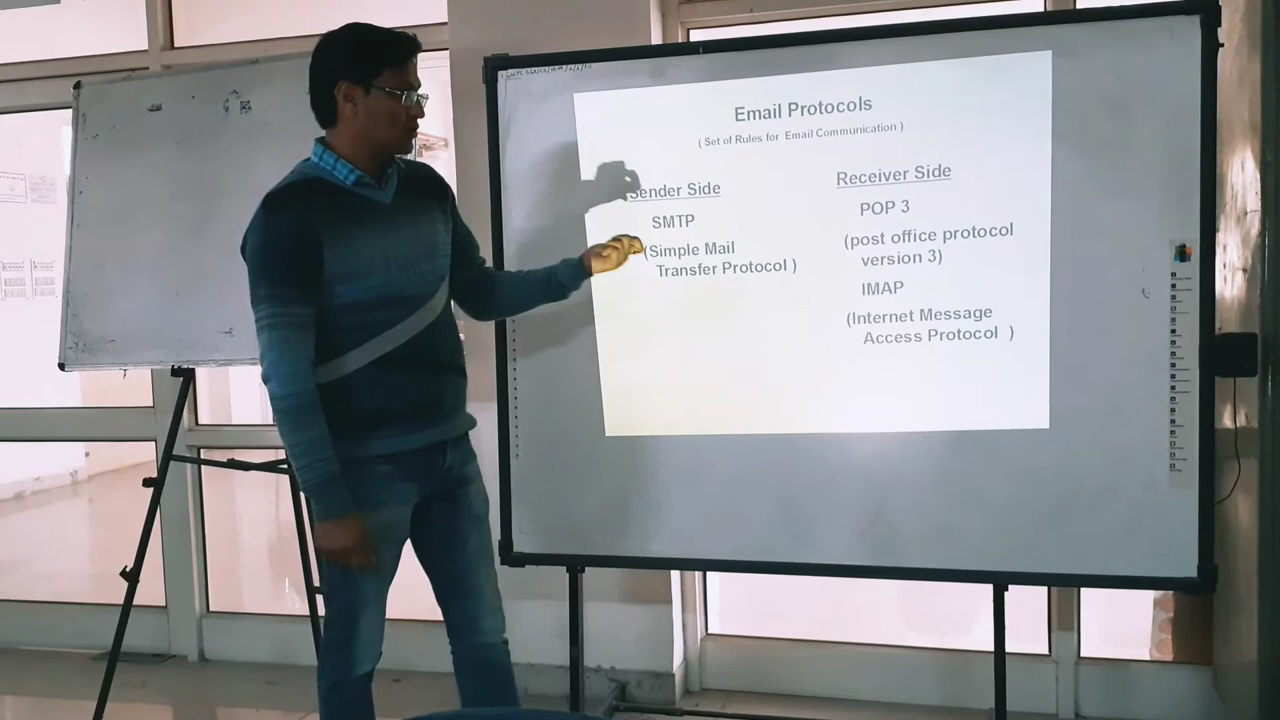 Email Protocols
( Set of Rules for Email Communication )
Sender Side
SMTP
(Simple Mail
Transfer Protocol )
Receiver Side
POP 3
(post office protocol
version 3)
IMAP
(Internet Message
Access Protocol )